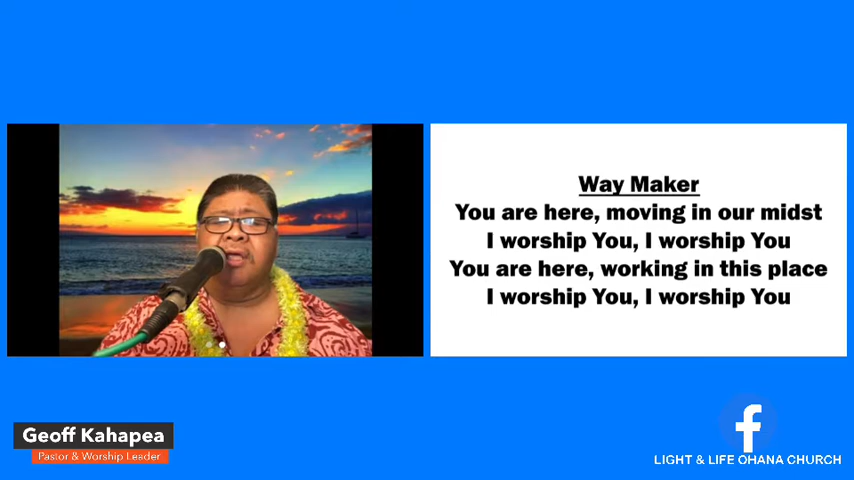 Way Maker
You are here, moving in our midst
I worship You, I worship You
You are here, working in this place
I worship You, I worship You
Geoff Kahapea
Pastor & Worship Leader
f
LIGHT & LIFE OHANA CHURCH